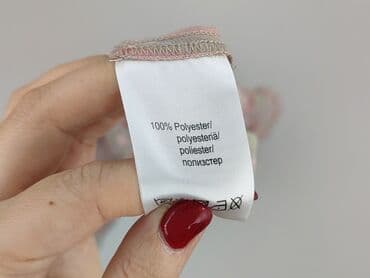 100% Polyester/
polyesteria/
poliester/
полиэстер